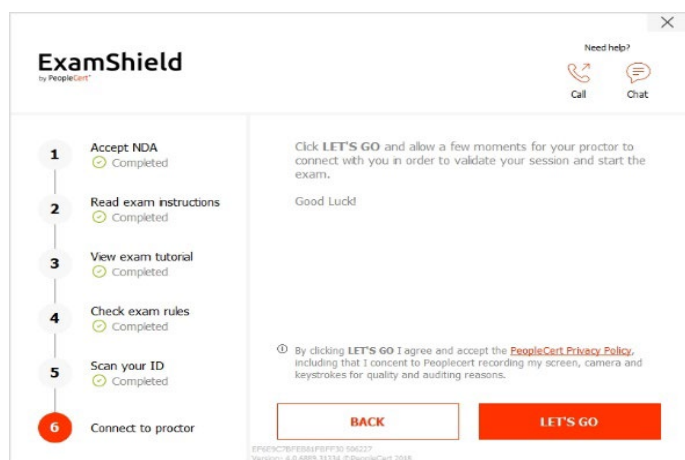 Need help?
ExamShield
by PeopleCert
Call
Chat
1
Accept NDA
Completed
2
Read exam instructions
Completed
3
View exam tutorial
Completed
4
Check exam rules
Completed
5
Scan your ID
Completed
6
Connect to proctor
Click LET'S GO and allow a few moments for your proctor to
connect with you in order to validate your session and start the
exam.
Good Luck!
By clicking LET'S GO I agree and accept the PeopleCert Privacy Policy,
including that I consent to Peoplecert recording my screen, camera and
keystrokes for quality and auditing reasons.
BACK
LET'S GO